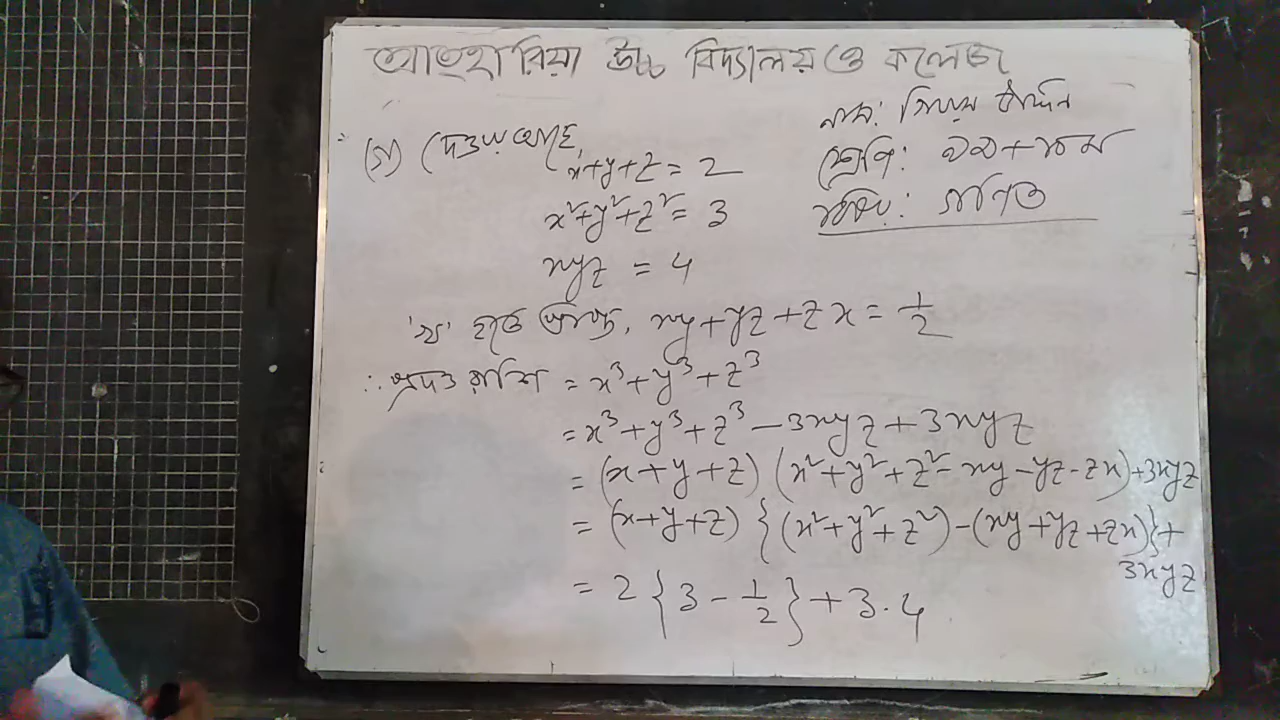 আহছারিয়া উচ্চ বিদ্যালয় ও কলেজ
নাম:
শ্রেণি: ৯ম + ১০ম
বিষয়: গণিত
(গ) দেওয়া আছে,
x+y+z = 2
x²+y²+z² = 3
xyz = 4
'খ' হতে প্রাপ্ত, xy+yz+zx = 1/2
∴ প্রদত্ত রাশি = x³+y³+z³
= x³+y³+z³ – 3xyz + 3xyz
= (x+y+z) (x²+y²+z² – xy – yz – zx) + 3xyz
= (x+y+z) {(x²+y²+z²) – (xy+yz+zx)} +
3xyz
= 2 {3 – 1/2} + 3.4